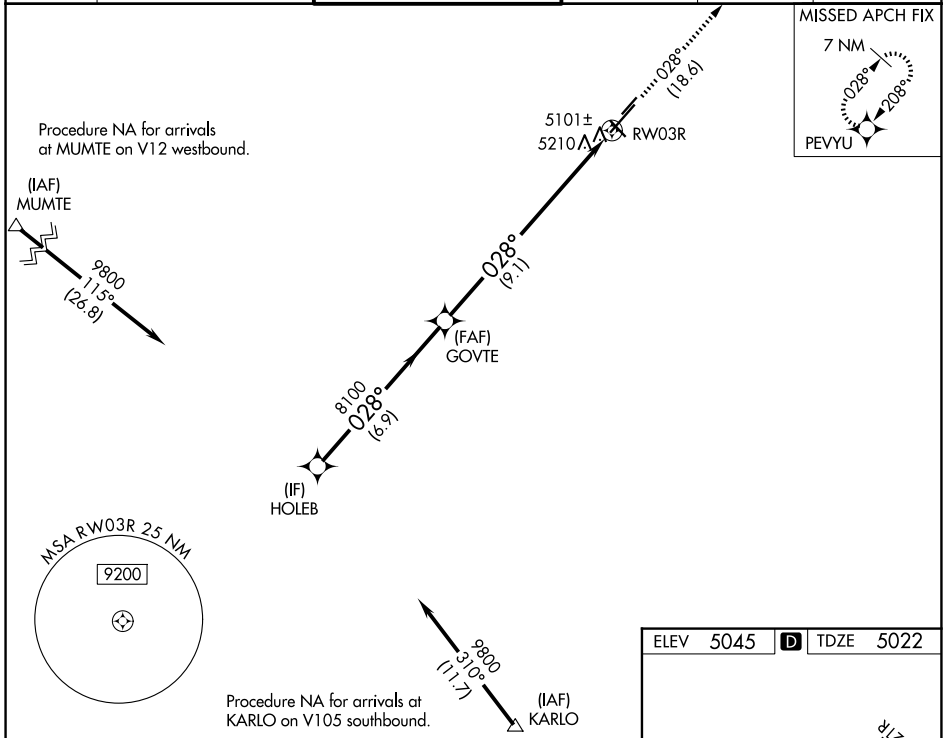 MISSED APCH FIX
7 NM
028°
208°
PEVYU
028°
(18.6)
5101±
5210
RW03R
Procedure NA for arrivals
at MUMTE on V12 westbound.
(IAF)
MUMTE
9800
115°
(26.8)
028°
(9.1)
(FAF)
GOVTE
8100
028°
(6.9)
(IF)
HOLEB
MSA RW03R 25 NM
9200
9800
310°
(11.7)
(IAF)
KARLO
Procedure NA for arrivals at
KARLO on V105 southbound.
ELEV 5045 D TDZE 5022
21R